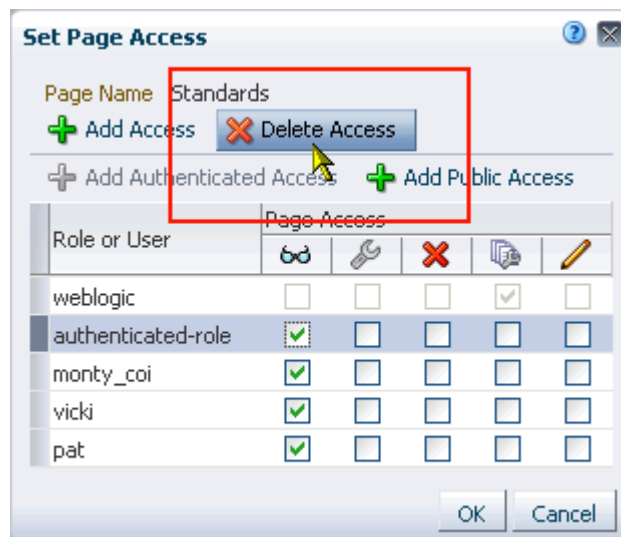 Set Page Access
Page Name Standards
Add Access Delete Access
Add Authenticated Access Add Public Access
Role or User Page Access
weblogic
authenticated-role
monty_coi
vicki
pat
OK Cancel